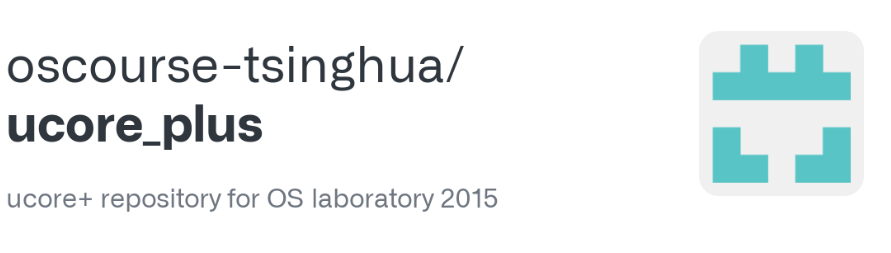 oscourse-tsinghua/
ucore_plus
ucore+ repository for OS laboratory 2015